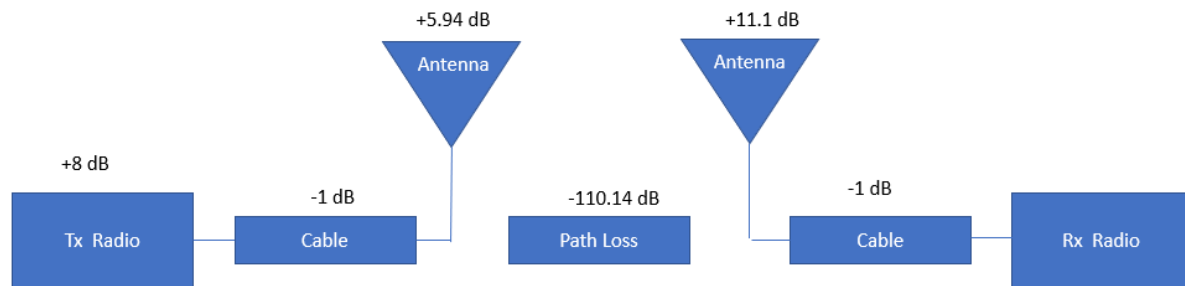 +5.94 dB
+11.1 dB
Antenna
Antenna
+8 dB
-1 dB
-110.14 dB
-1 dB
Tx Radio
Cable
Path Loss
Cable
Rx Radio